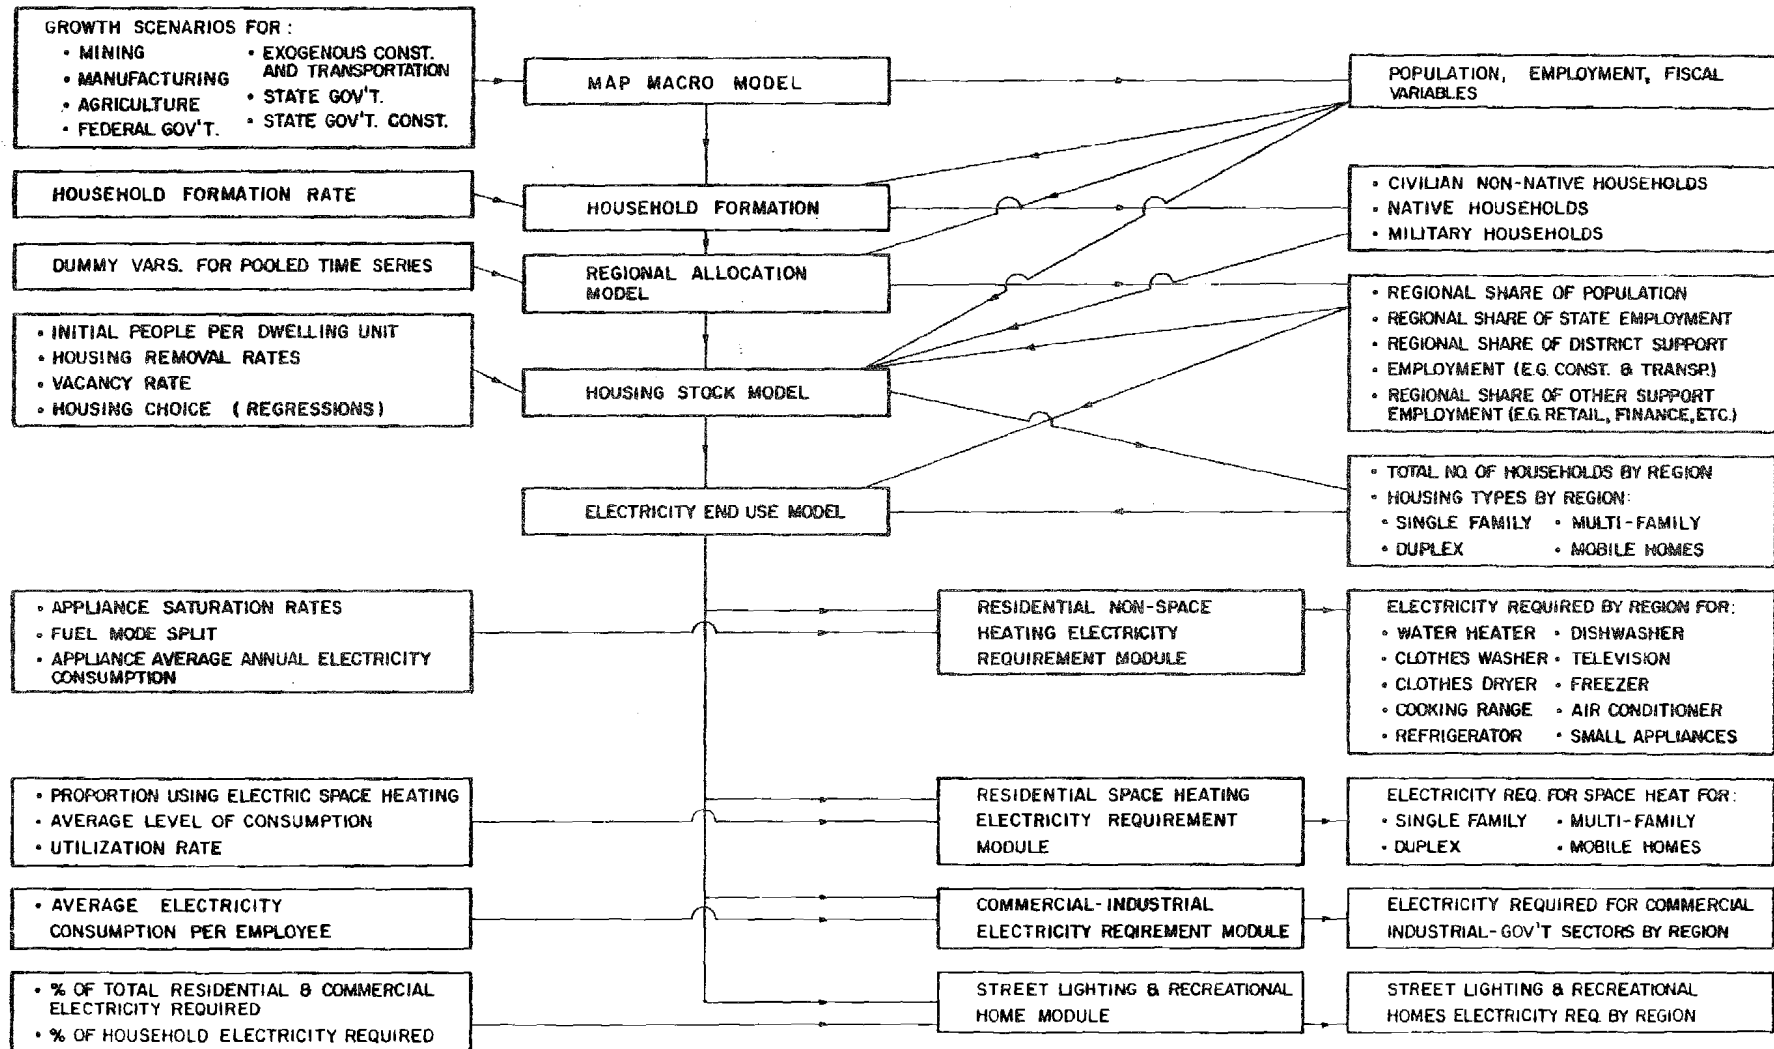 GROWTH SCENARIOS FOR :
• MINING
• MANUFACTURING
• AGRICULTURE
• FEDERAL GOV'T.
• EXOGENOUS CONST.
AND TRANSPORTATION
• STATE GOV'T.
• STATE GOV'T. CONST.
MAP MACRO MODEL
POPULATION, EMPLOYMENT, FISCAL
VARIABLES
HOUSEHOLD FORMATION RATE
HOUSEHOLD FORMATION
• CIVILIAN NON-NATIVE HOUSEHOLDS
• NATIVE HOUSEHOLDS
• MILITARY HOUSEHOLDS
DUMMY VARS. FOR POOLED TIME SERIES
REGIONAL ALLOCATION
MODEL
• REGIONAL SHARE OF POPULATION
• REGIONAL SHARE OF STATE EMPLOYMENT
• REGIONAL SHARE OF DISTRICT SUPPORT
• EMPLOYMENT (E.G. CONST. & TRANSP.)
• REGIONAL SHARE OF OTHER SUPPORT
EMPLOYMENT (E.G. RETAIL, FINANCE, ETC.)
• INITIAL PEOPLE PER DWELLING UNIT
• HOUSING REMOVAL RATES
• VACANCY RATE
• HOUSING CHOICE ( REGRESSIONS )
HOUSING STOCK MODEL
• TOTAL NO. OF HOUSEHOLDS BY REGION
• HOUSING TYPES BY REGION:
• SINGLE FAMILY • MULTI-FAMILY
• DUPLEX • MOBILE HOMES
ELECTRICITY END USE MODEL
• APPLIANCE SATURATION RATES
• FUEL MODE SPLIT
• APPLIANCE AVERAGE ANNUAL ELECTRICITY
CONSUMPTION
RESIDENTIAL NON-SPACE
HEATING ELECTRICITY
REQUIREMENT MODULE
ELECTRICITY REQUIRED BY REGION FOR:
• WATER HEATER • DISHWASHER
• CLOTHES WASHER • TELEVISION
• CLOTHES DRYER • FREEZER
• COOKING RANGE • AIR CONDITIONER
• REFRIGERATOR • SMALL APPLIANCES
• PROPORTION USING ELECTRIC SPACE HEATING
• AVERAGE LEVEL OF CONSUMPTION
• UTILIZATION RATE
RESIDENTIAL SPACE HEATING
ELECTRICITY REQUIREMENT
MODULE
ELECTRICITY REQ. FOR SPACE HEAT FOR:
• SINGLE FAMILY • MULTI-FAMILY
• DUPLEX • MOBILE HOMES
• AVERAGE ELECTRICITY
CONSUMPTION PER EMPLOYEE
COMMERCIAL-INDUSTRIAL
ELECTRICITY REQIREMENT MODULE
ELECTRICITY REQUIRED FOR COMMERCIAL
INDUSTRIAL-GOV'T SECTORS BY REGION
• % OF TOTAL RESIDENTIAL & COMMERCIAL
ELECTRICITY REQUIRED
• % OF HOUSEHOLD ELECTRICITY REQUIRED
STREET LIGHTING & RECREATIONAL
HOME MODULE
STREET LIGHTING & RECREATIONAL
HOMES ELECTRICITY REQ. BY REGION